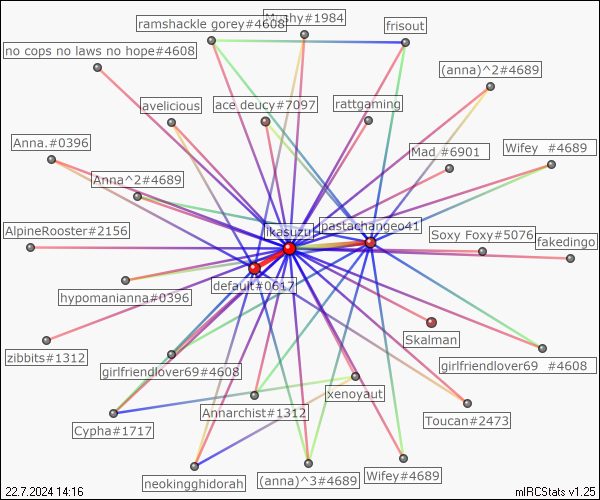 ramshackle gorey#4608
Mushy#1984
frisout
no cops no laws no hope#4608
(anna)^2#4689
avelicious
ace deucy#7097
rattgaming
Anna.#0396
Mad #6901
Wifey #4689
Anna^2#4689
ikasuzu
pastachangeo41
AlpineRooster#2156
Soxy Foxy#5076
fakedingo
default#0617
hypomanianna#0396
Skalman
zibbits#1312
girlfriendlover69#4608
girlfriendlover69 #4608
xenoyaut
Annarchist#1312
Toucan#2473
Cypha#1717
neokingghidorah
(anna)^3#4689
Wifey#4689
22.7.2024 14:16
mIRCStats v1.25